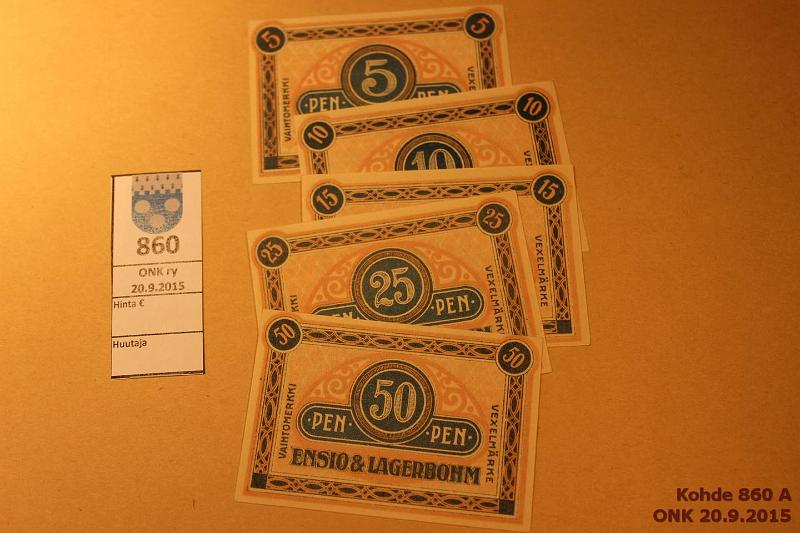 5
5
5
·PEN· ·PEN·
VAIHTOMERKKI
10
10
10
15
15
VEXELMÄRKE
25
25
25
PEN·
VEXELMÄRKE
50
50
50
·PEN· ·PEN·
VAIHTOMERKKI
VEXELMÄRKE
ENSIO & LAGERBOHM
860
ONK ry
20.9.2015
Hinta €
Huutaja
Kohde 860 A
ONK 20.9.2015